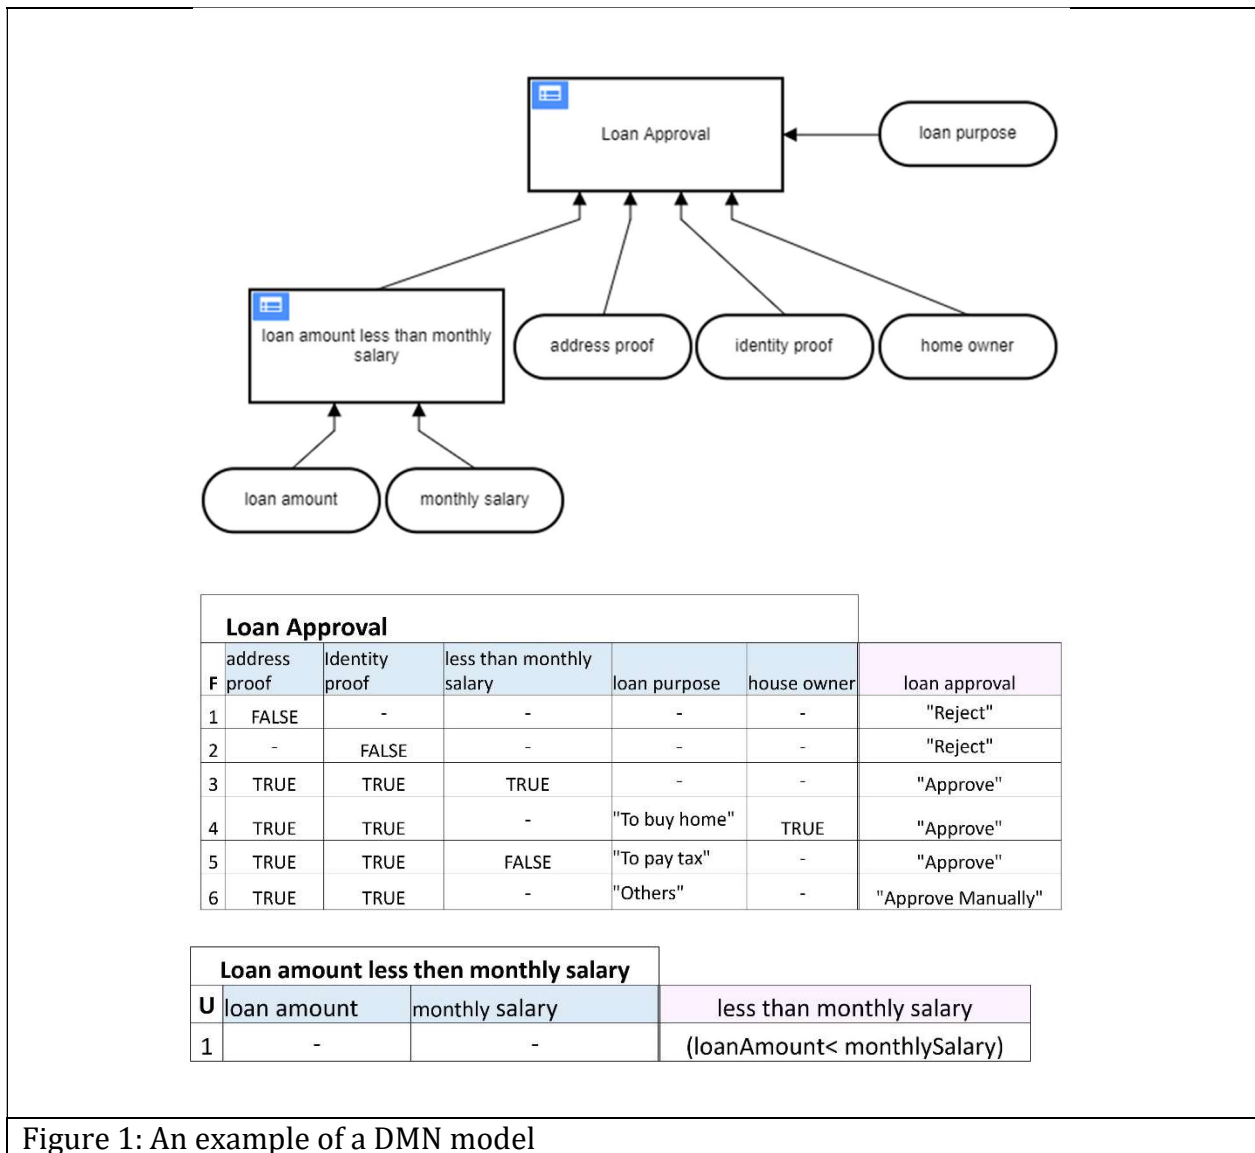 Loan Approval
loan purpose
loan amount less than monthly
salary
address proof
identity proof
home owner
loan amount
monthly salary
Loan Approval
F address proof Identity proof less than monthly salary loan purpose house owner loan approval
1 FALSE - - - - "Reject"
2 - FALSE - - - "Reject"
3 TRUE TRUE TRUE - - "Approve"
4 TRUE TRUE - "To buy home" TRUE "Approve"
5 TRUE TRUE FALSE "To pay tax" - "Approve"
6 TRUE TRUE - "Others" - "Approve Manually"
Loan amount less then monthly salary
U loan amount monthly salary less than monthly salary
1 - - (loanAmount< monthlySalary)
Figure 1: An example of a DMN model